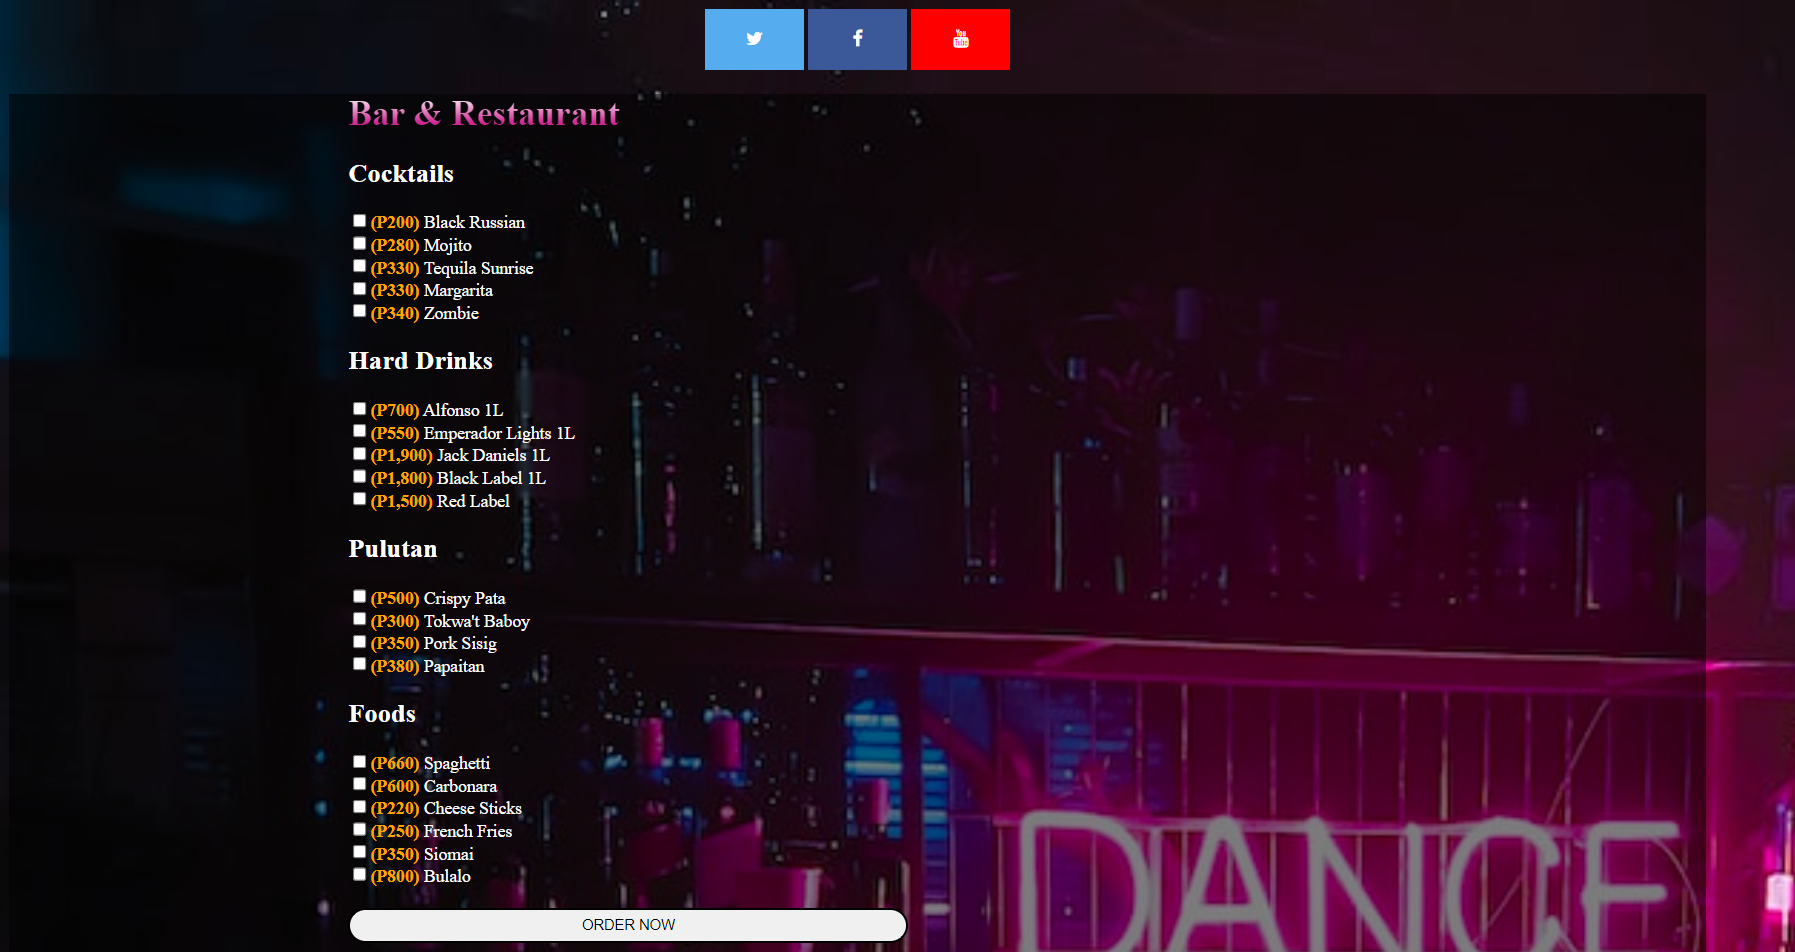 You
Tube
Bar & Restaurant
Cocktails
(P200) Black Russian
(P280) Mojito
(P330) Tequila Sunrise
(P330) Margarita
(P340) Zombie
Hard Drinks
(P700) Alfonso 1L
(P550) Emperador Lights 1L
(P1,900) Jack Daniels 1L
(P1,800) Black Label 1L
(P1,500) Red Label
Pulutan
(P500) Crispy Pata
(P300) Tokwa't Baboy
(P350) Pork Sisig
(P380) Papaitan
Foods
(P660) Spaghetti
(P600) Carbonara
(P220) Cheese Sticks
(P250) French Fries
(P350) Siomai
(P800) Bulalo
ORDER NOW
DANCE